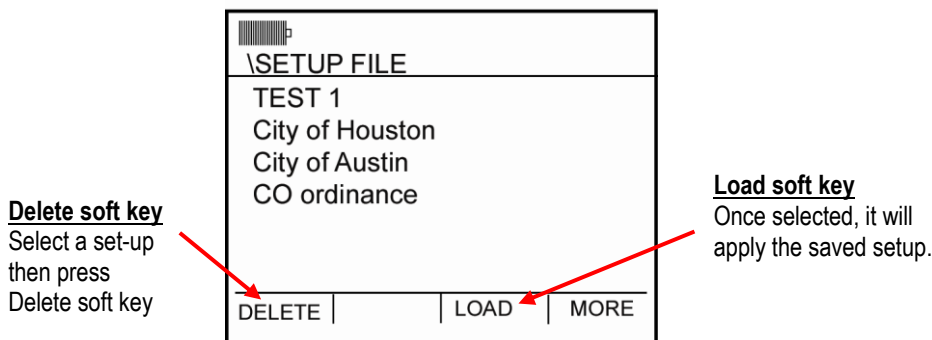 \SETUP FILE
TEST 1
City of Houston
City of Austin
CO ordinance
DELETE
LOAD
MORE
Delete soft key
Select a set-up
then press
Delete soft key
Load soft key
Once selected, it will
apply the saved setup.